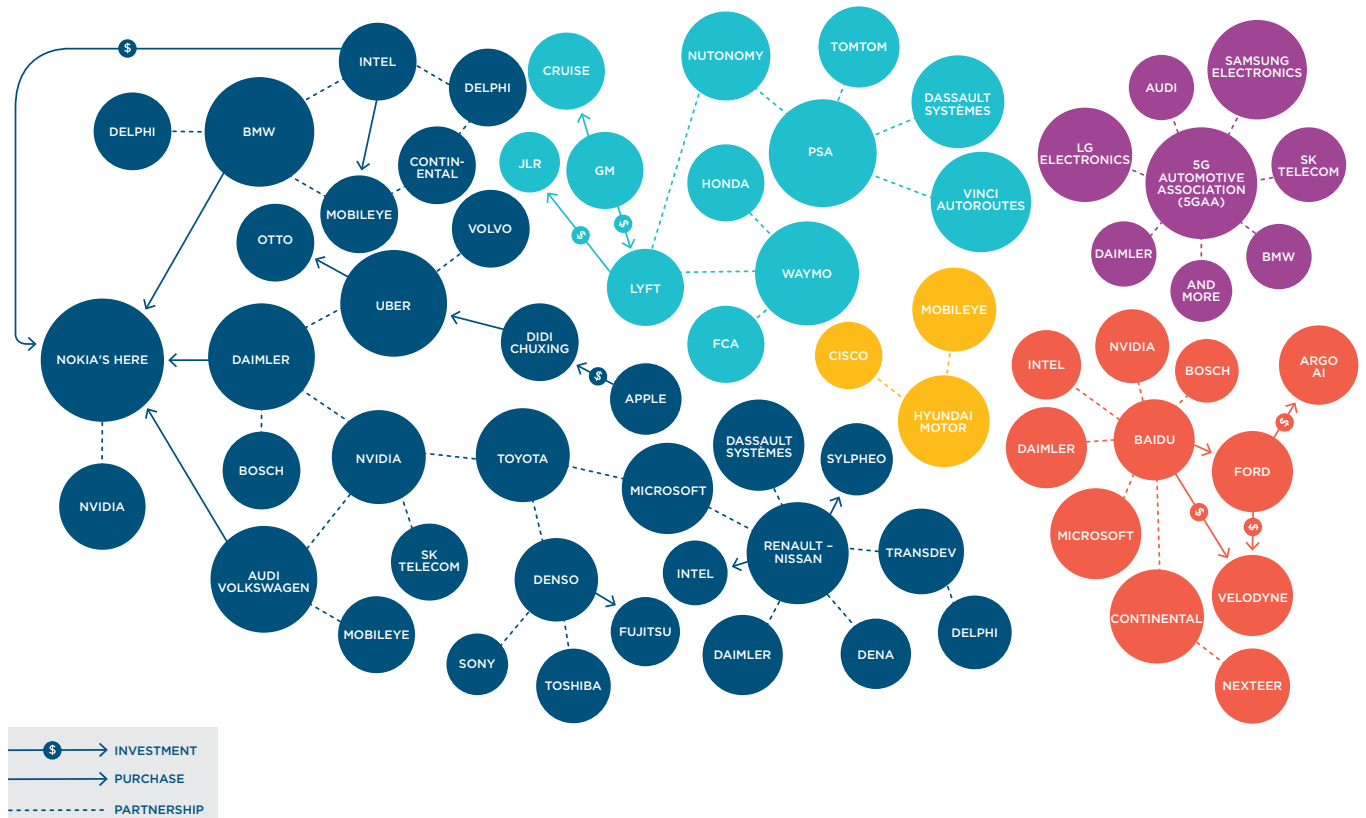 $
INTEL
DELPHI
BMW
DELPHI
CONTIN-
ENTAL
MOBILEYE
OTTO
VOLVO
UBER
NOKIA'S HERE
DAIMLER
DIDI
CHUXING
$
APPLE
BOSCH
NVIDIA
NVIDIA
TOYOTA
AUDI
VOLKSWAGEN
SK
TELECOM
MOBILEYE
DENSO
SONY
TOSHIBA
FUJITSU
MICROSOFT
DASSAULT
SYSTÈMES
SYLPHEO
RENAULT –
NISSAN
INTEL
TRANSDEV
DAIMLER
DENA
DELPHI
CRUISE
JLR
GM
$
$
LYFT
NUTONOMY
TOMTOM
DASSAULT
SYSTÈMES
PSA
VINCI
AUTOROUTES
HONDA
WAYMO
FCA
MOBILEYE
CISCO
HYUNDAI
MOTOR
SAMSUNG
ELECTRONICS
AUDI
LG
ELECTRONICS
5G
AUTOMOTIVE
ASSOCIATION
(5GAA)
SK
TELECOM
DAIMLER
BMW
AND
MORE
NVIDIA
INTEL
BOSCH
ARGO
AI
BAIDU
DAIMLER
$
FORD
$
$
MICROSOFT
VELODYNE
CONTINENTAL
NEXTEER
$ INVESTMENT
PURCHASE
PARTNERSHIP